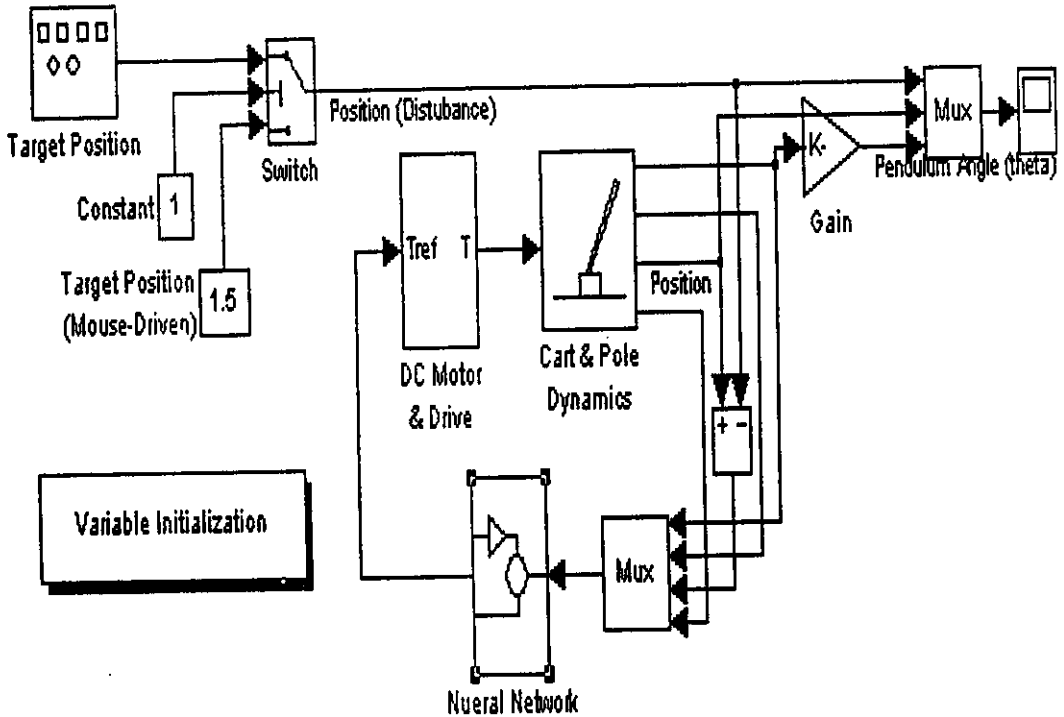 Target Position
Constant
1
Target Position
(Mouse-Driven)
1.5
Switch
Position (Distubance)
Tref
T
DC Motor
& Drive
Cart & Pole
Dynamics
Position
K-
Gain
Mux
Pendulum Angle (theta)
+ -
Variable Initialization
Mux
Nueral Network